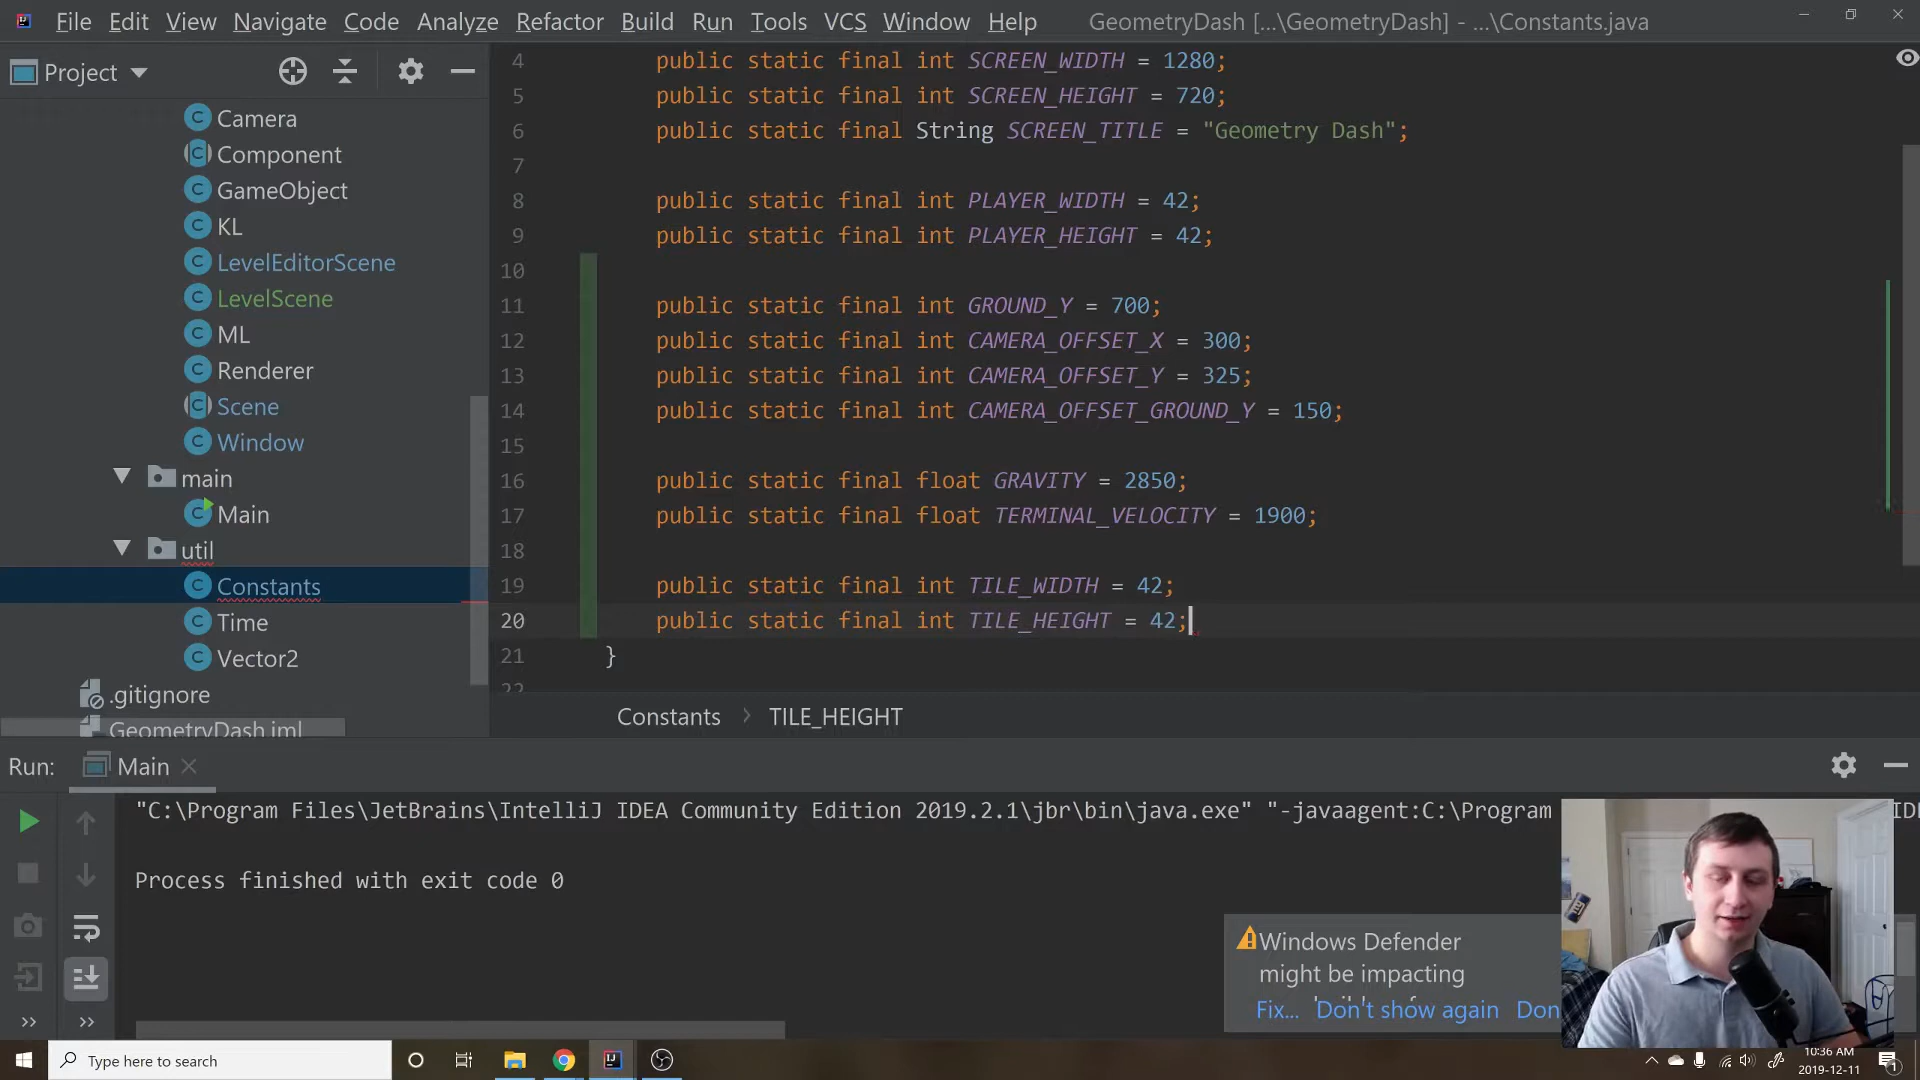 File Edit View Navigate Code Analyze Refactor Build Run Tools VCS Window Help GeometryDash [...\GeometryDash] - ...\Constants.java
Project
Camera
Component
GameObject
KL
LevelEditorScene
LevelScene
ML
Renderer
Scene
Window
main
Main
util
Constants
Time
Vector2
.gitignore
GeometryDash.iml
4 public static final int SCREEN_WIDTH = 1280;
5 public static final int SCREEN_HEIGHT = 720;
6 public static final String SCREEN_TITLE = "Geometry Dash";
7
8 public static final int PLAYER_WIDTH = 42;
9 public static final int PLAYER_HEIGHT = 42;
10
11 public static final int GROUND_Y = 700;
12 public static final int CAMERA_OFFSET_X = 300;
13 public static final int CAMERA_OFFSET_Y = 325;
14 public static final int CAMERA_OFFSET_GROUND_Y = 150;
15
16 public static final float GRAVITY = 2850;
17 public static final float TERMINAL_VELOCITY = 1900;
18
19 public static final int TILE_WIDTH = 42;
20 public static final int TILE_HEIGHT = 42;
21 }
22
Constants > TILE_HEIGHT
Run: Main
"C:\Program Files\JetBrains\IntelliJ IDEA Community Edition 2019.2.1\jbr\bin\java.exe" "-javaagent:C:\Program
Process finished with exit code 0
Windows Defender
might be impacting
Fix... Don't show again Don
Type here to search
10:36 AM
2019-12-11